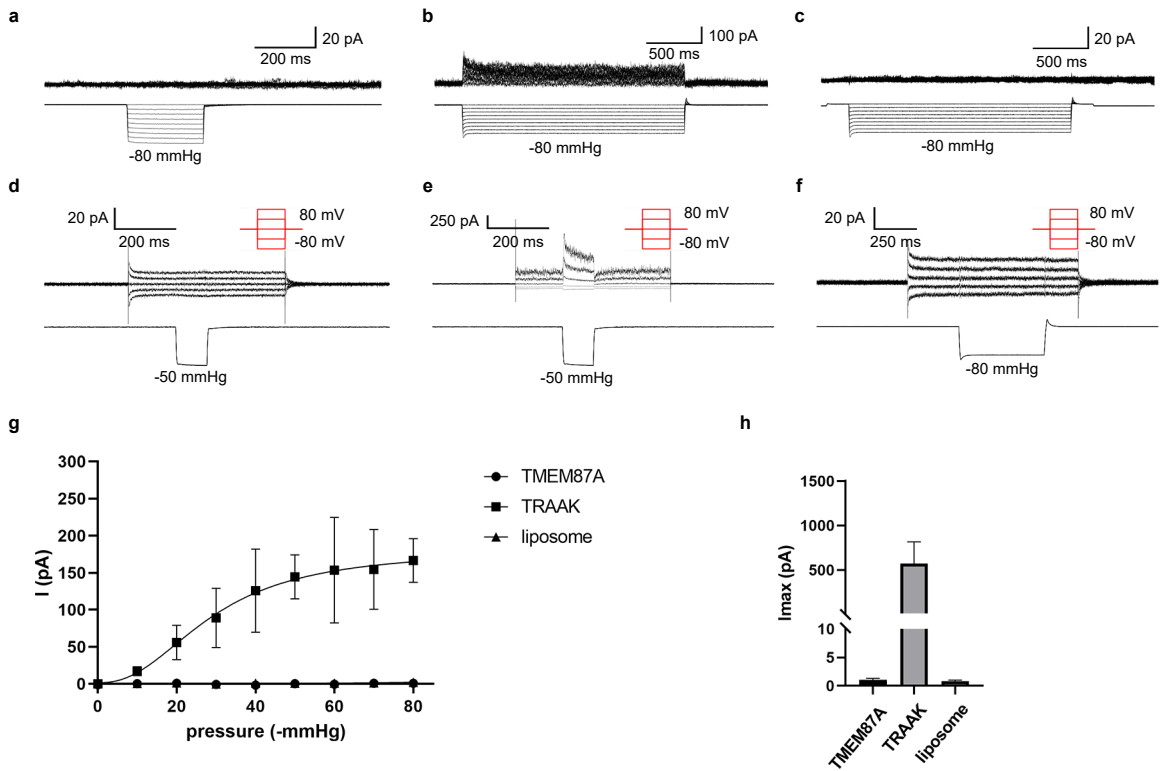 a
20 pA
200 ms
-80 mmHg
b
100 pA
500 ms
-80 mmHg
c
20 pA
500 ms
-80 mmHg
d
20 pA
200 ms
80 mV
-80 mV
-50 mmHg
e
250 pA
200 ms
80 mV
-80 mV
-50 mmHg
f
20 pA
250 ms
80 mV
-80 mV
-80 mmHg
g
I (pA)
300
250
200
150
100
50
0
0
20
40
60
80
pressure (-mmHg)
TMEM87A
TRAAK
liposome
h
Imax (pA)
1500
1000
500
10
5
0
TMEM87A
TRAAK
liposome